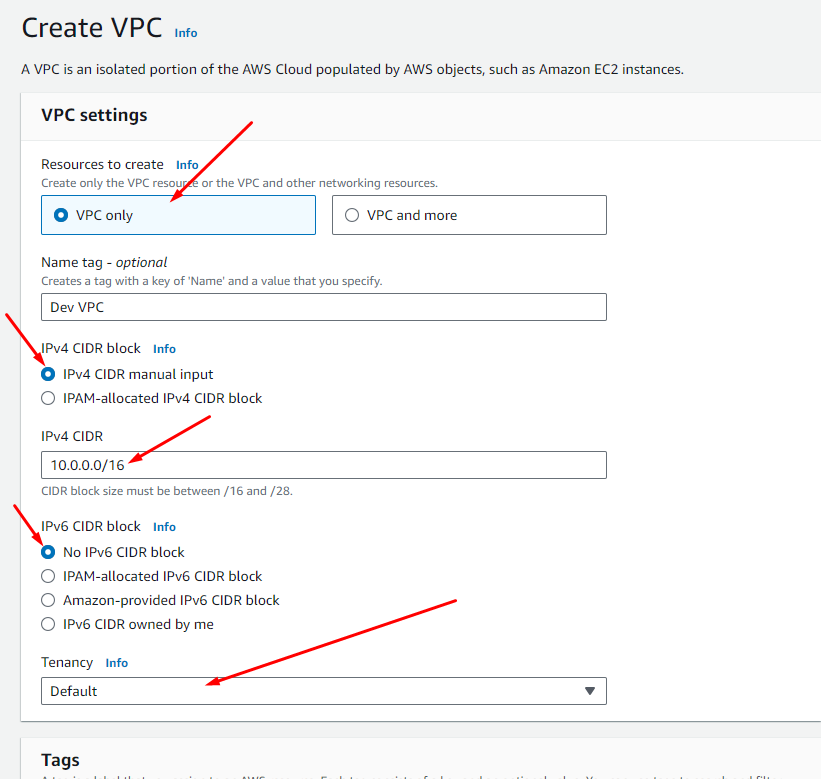 Create VPC Info
A VPC is an isolated portion of the AWS Cloud populated by AWS objects, such as Amazon EC2 instances.
VPC settings
Resources to create Info
Create only the VPC resource or the VPC and other networking resources.
VPC only
VPC and more
Name tag - optional
Creates a tag with a key of 'Name' and a value that you specify.
Dev VPC
IPv4 CIDR block Info
IPv4 CIDR manual input
IPAM-allocated IPv4 CIDR block
IPv4 CIDR
10.0.0.0/16
CIDR block size must be between /16 and /28.
IPv6 CIDR block Info
No IPv6 CIDR block
IPAM-allocated IPv6 CIDR block
Amazon-provided IPv6 CIDR block
IPv6 CIDR owned by me
Tenancy Info
Default
Tags